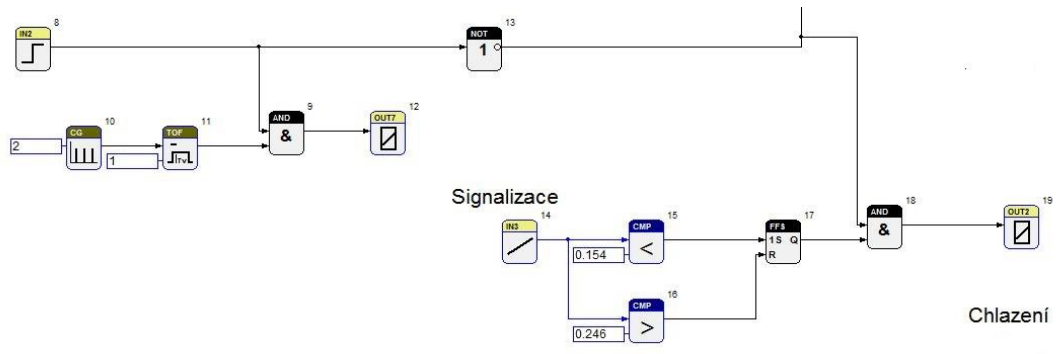 8
IN2
13
NOT
1
9
AND
&
12
OUT7
10
CG
2
11
TOF
1
Tv
Signalizace
14
IN3
15
CMP
<
0.154
16
CMP
>
0.246
17
FFS
1S Q
R
18
AND
&
19
OUT2
Chlazení